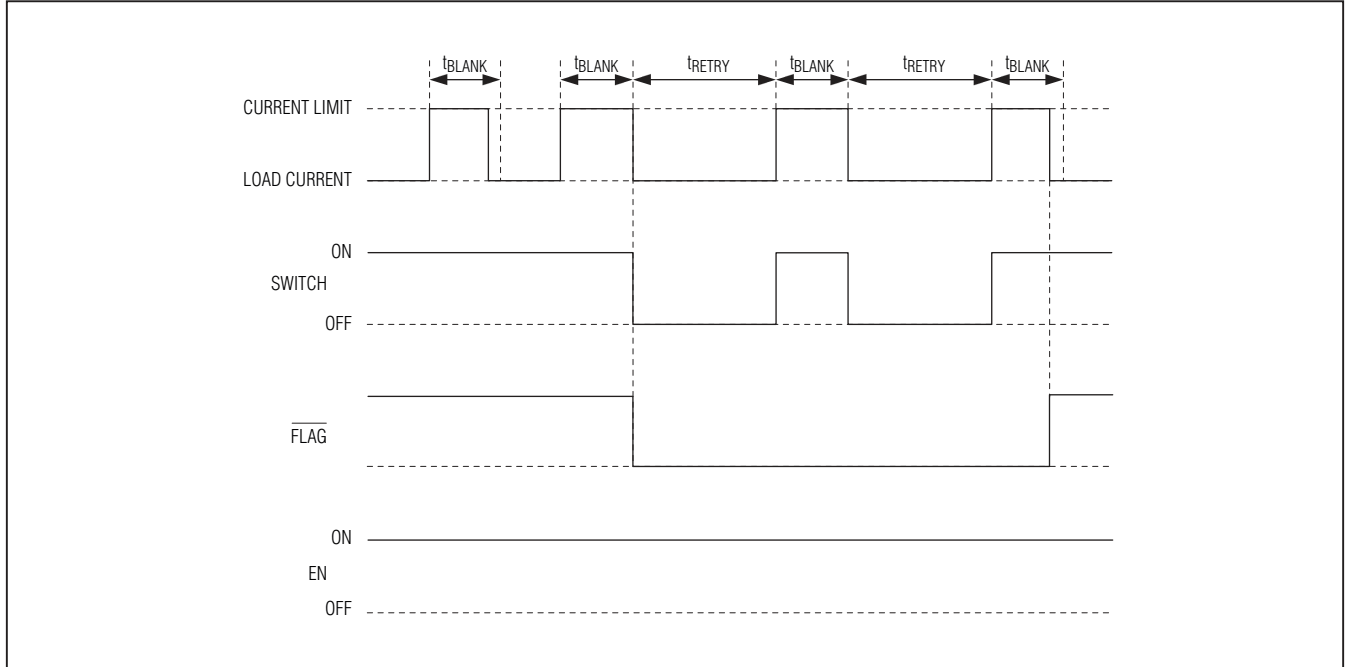 tBLANK tBLANK tRETRY tBLANK tRETRY tBLANK
CURRENT LIMIT
LOAD CURRENT
ON
SWITCH
OFF
FLAG
ON
EN
OFF